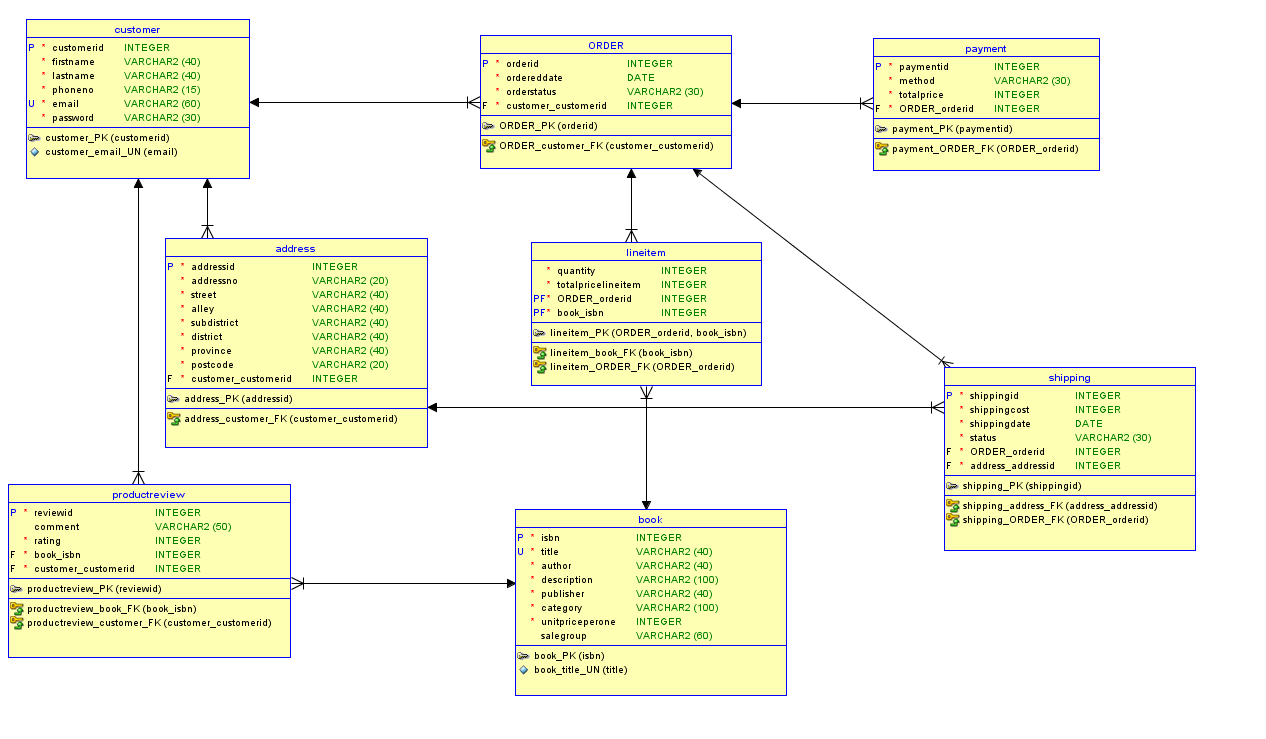 customer
P * customerid INTEGER
* firstname VARCHAR2 (40)
* lastname VARCHAR2 (40)
* phoneno VARCHAR2 (15)
U * email VARCHAR2 (60)
* password VARCHAR2 (30)
customer_PK (customerid)
customer_email_UN (email)
ORDER
P * orderid INTEGER
* ordereddate DATE
* orderstatus VARCHAR2 (30)
F * customer_customerid INTEGER
ORDER_PK (orderid)
ORDER_customer_FK (customer_customerid)
payment
P * paymentid INTEGER
* method VARCHAR2 (30)
* totalprice INTEGER
F * ORDER_orderid INTEGER
payment_PK (paymentid)
payment_ORDER_FK (ORDER_orderid)
address
P * addressid INTEGER
* addressno VARCHAR2 (20)
* street VARCHAR2 (40)
* alley VARCHAR2 (40)
* subdistrict VARCHAR2 (40)
* district VARCHAR2 (40)
* province VARCHAR2 (40)
* postcode VARCHAR2 (20)
F * customer_customerid INTEGER
address_PK (addressid)
address_customer_FK (customer_customerid)
lineitem
* quantity INTEGER
* totalpricelineitem INTEGER
PF* ORDER_orderid INTEGER
PF* book_isbn INTEGER
lineitem_PK (ORDER_orderid, book_isbn)
lineitem_book_FK (book_isbn)
lineitem_ORDER_FK (ORDER_orderid)
shipping
P * shippingid INTEGER
* shippingcost INTEGER
* shippingdate DATE
* status VARCHAR2 (30)
F * ORDER_orderid INTEGER
F * address_addressid INTEGER
shipping_PK (shippingid)
shipping_address_FK (address_addressid)
shipping_ORDER_FK (ORDER_orderid)
productreview
P * reviewid INTEGER
comment VARCHAR2 (50)
* rating INTEGER
F * book_isbn INTEGER
F * customer_customerid INTEGER
productreview_PK (reviewid)
productreview_book_FK (book_isbn)
productreview_customer_FK (customer_customerid)
book
P * isbn INTEGER
U * title VARCHAR2 (40)
* author VARCHAR2 (40)
* description VARCHAR2 (100)
* publisher VARCHAR2 (40)
* category VARCHAR2 (100)
* unitpriceperone INTEGER
salegroup VARCHAR2 (60)
book_PK (isbn)
book_title_UN (title)